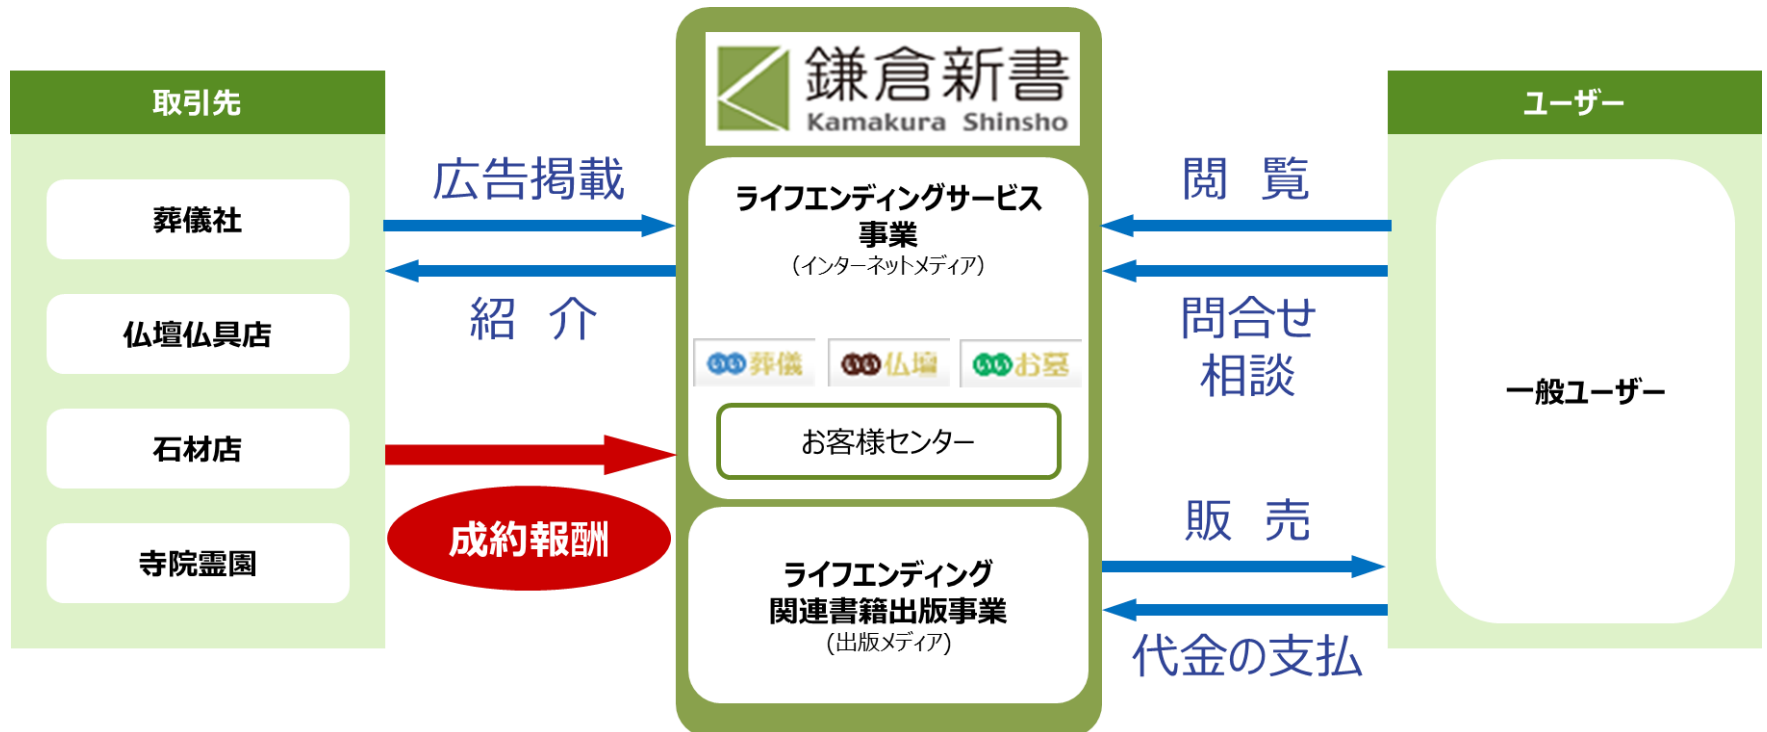 鎌倉新書
Kamakura Shinsho
取引先
葬儀社
仏壇仏具店
石材店
寺院霊園
広告掲載
紹 介
成約報酬
ライフエンディングサービス
事業
(インターネットメディア)
いい葬儀
いい仏壇
いいお墓
お客様センター
ライフエンディング
関連書籍出版事業
(出版メディア)
閲 覧
問合せ
相談
販 売
代金の支払
ユーザー
一般ユーザー